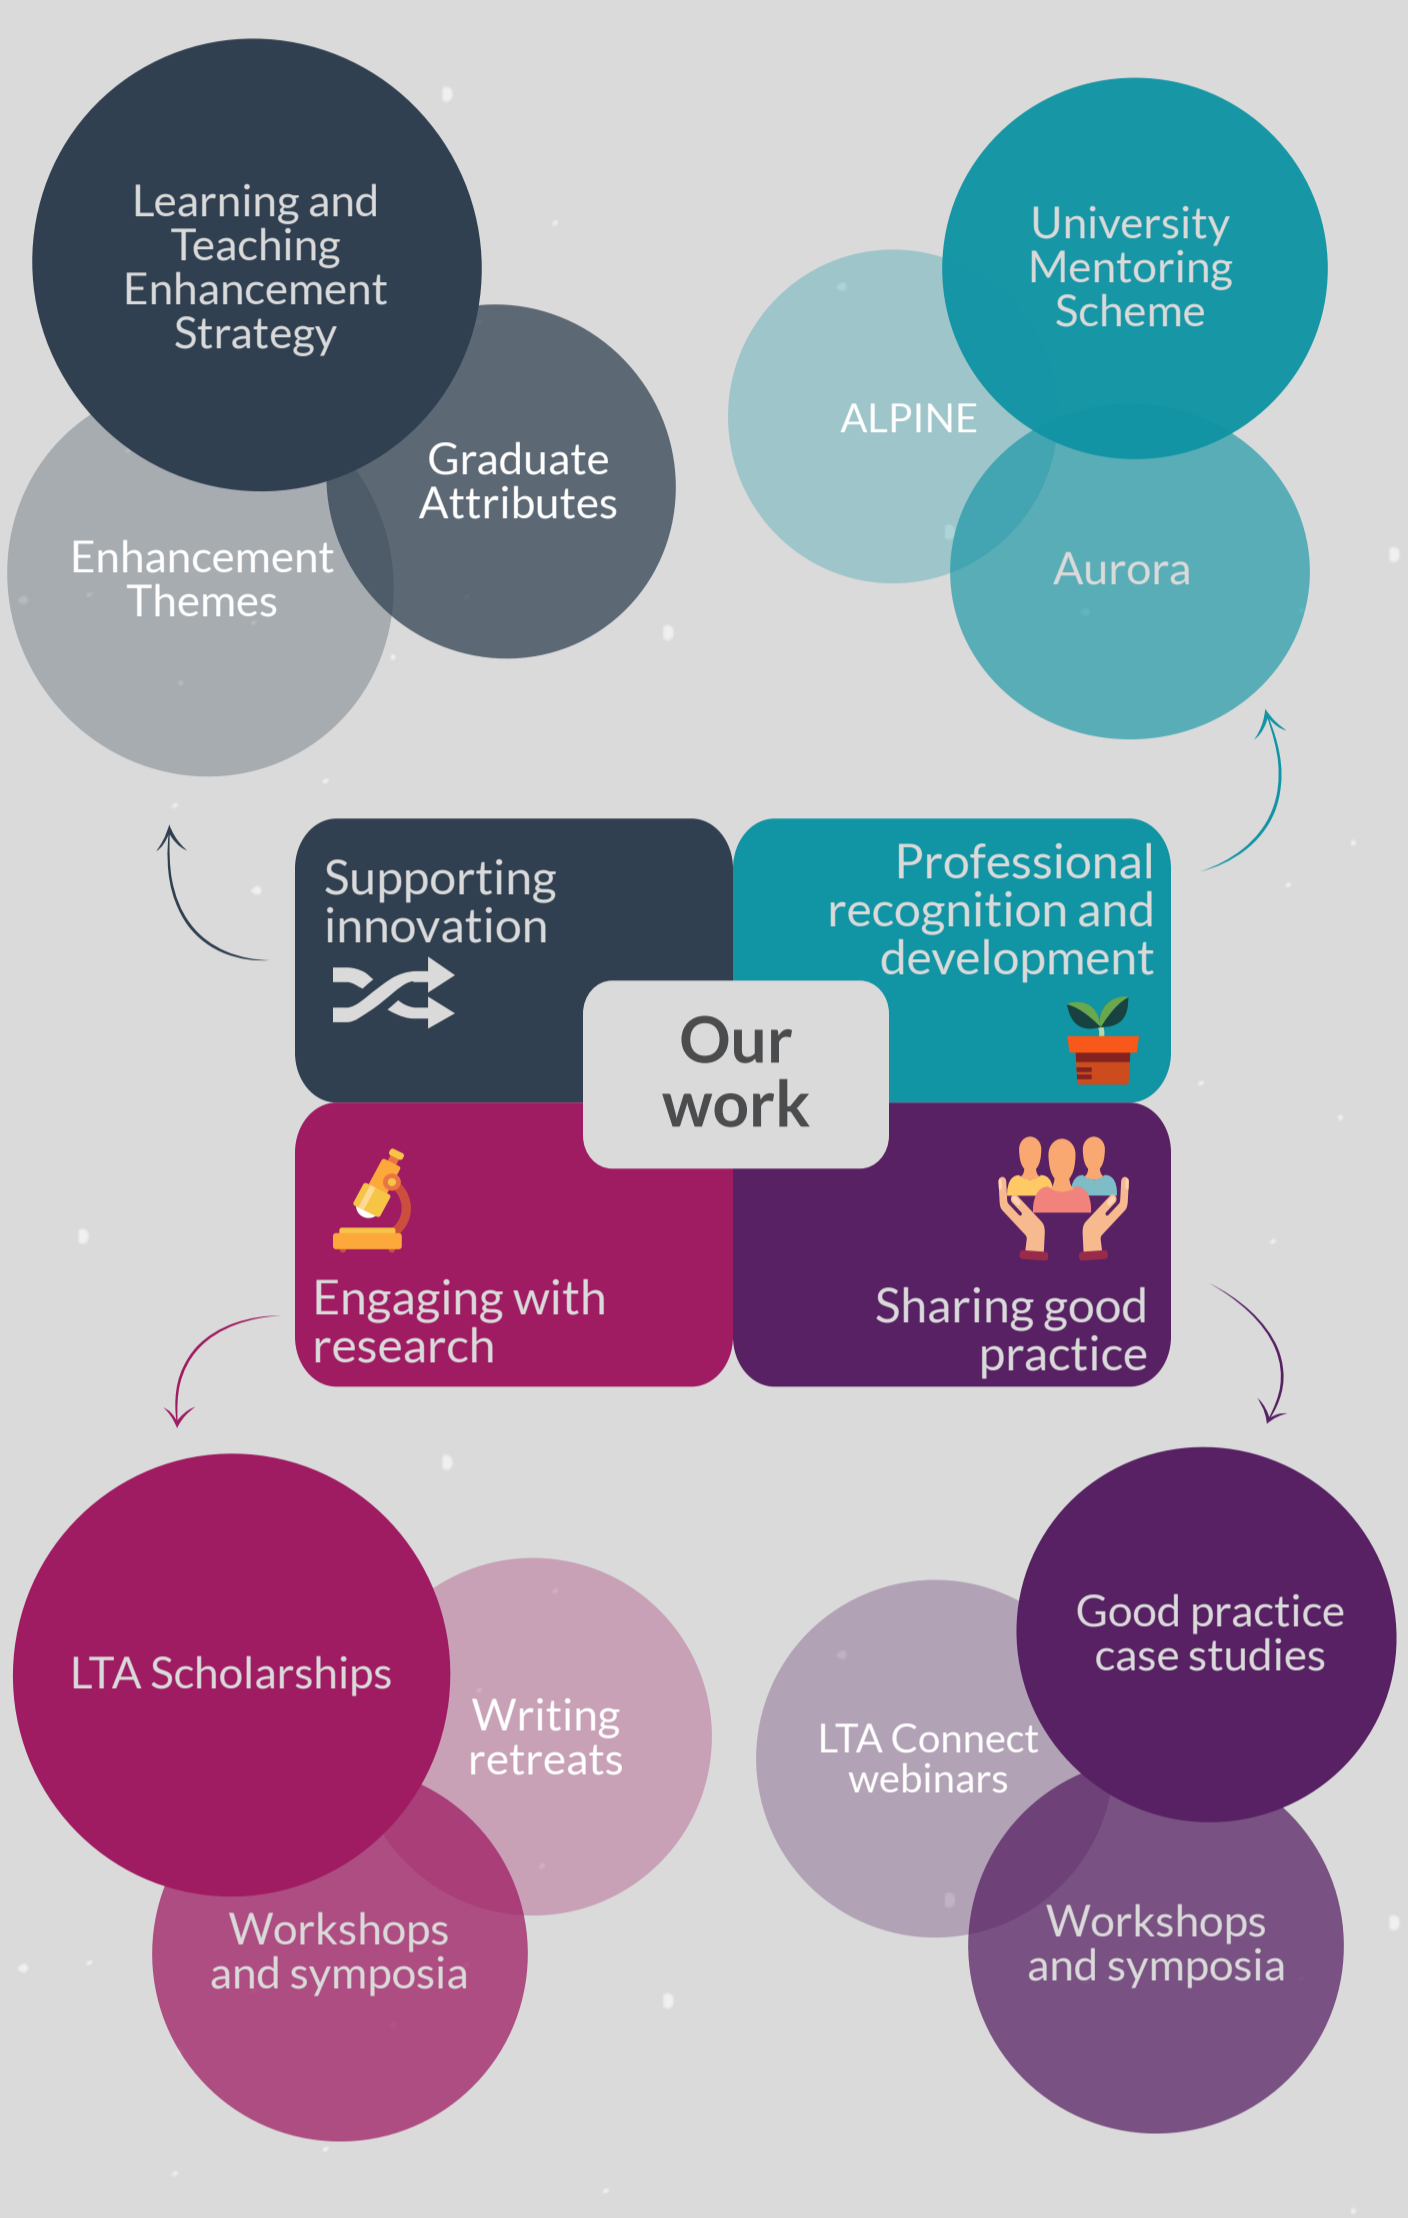 Learning and
Teaching
Enhancement
Strategy
Graduate
Attributes
Enhancement
Themes
University
Mentoring
Scheme
ALPINE
Aurora
Supporting
innovation
Professional
recognition and
development
Our
work
Engaging with
research
Sharing good
practice
LTA Scholarships
Writing
retreats
Workshops
and symposia
Good practice
case studies
LTA Connect
webinars
Workshops
and symposia